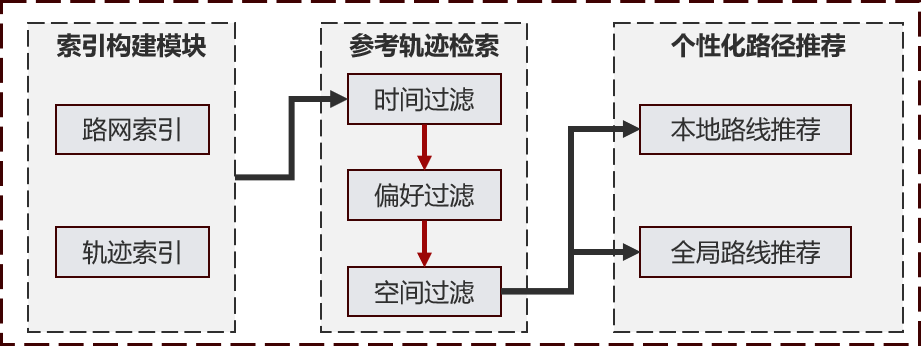 索引构建模块
路网索引
轨迹索引
参考轨迹检索
时间过滤
偏好过滤
空间过滤
个性化路径推荐
本地路线推荐
全局路线推荐